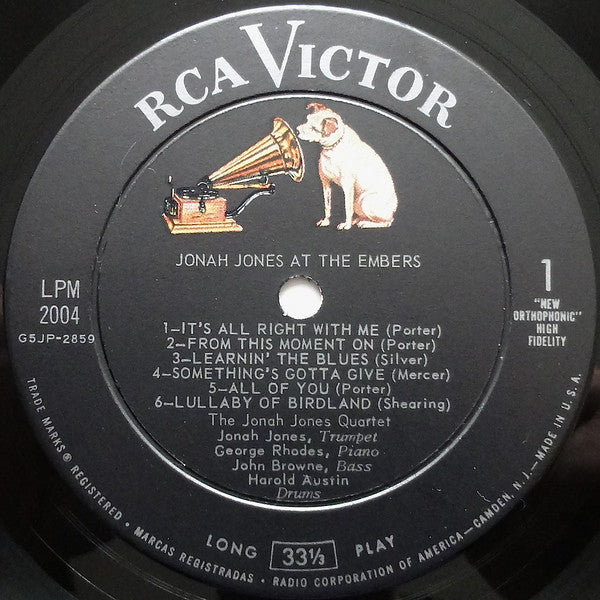 RCA VICTOR
JONAH JONES AT THE EMBERS
LPM
2004
G5JP-2859
1
"NEW
ORTHOPHONIC"
HIGH
FIDELITY
1—IT'S ALL RIGHT WITH ME (Porter)
2—FROM THIS MOMENT ON (Porter)
3—LEARNIN' THE BLUES (Silver)
4—SOMETHING'S GOTTA GIVE (Mercer)
5—ALL OF YOU (Porter)
6—LULLABY OF BIRDLAND (Shearing)
The Jonah Jones Quartet
Jonah Jones, Trumpet
George Rhodes, Piano
John Browne, Bass
Harold Austin
Drums
LONG 33⅓ PLAY
TRADE MARKS ® REGISTERED • MARCAS REGISTRADAS • RADIO CORPORATION OF AMERICA—CAMDEN, N.J.—MADE IN U.S.A.